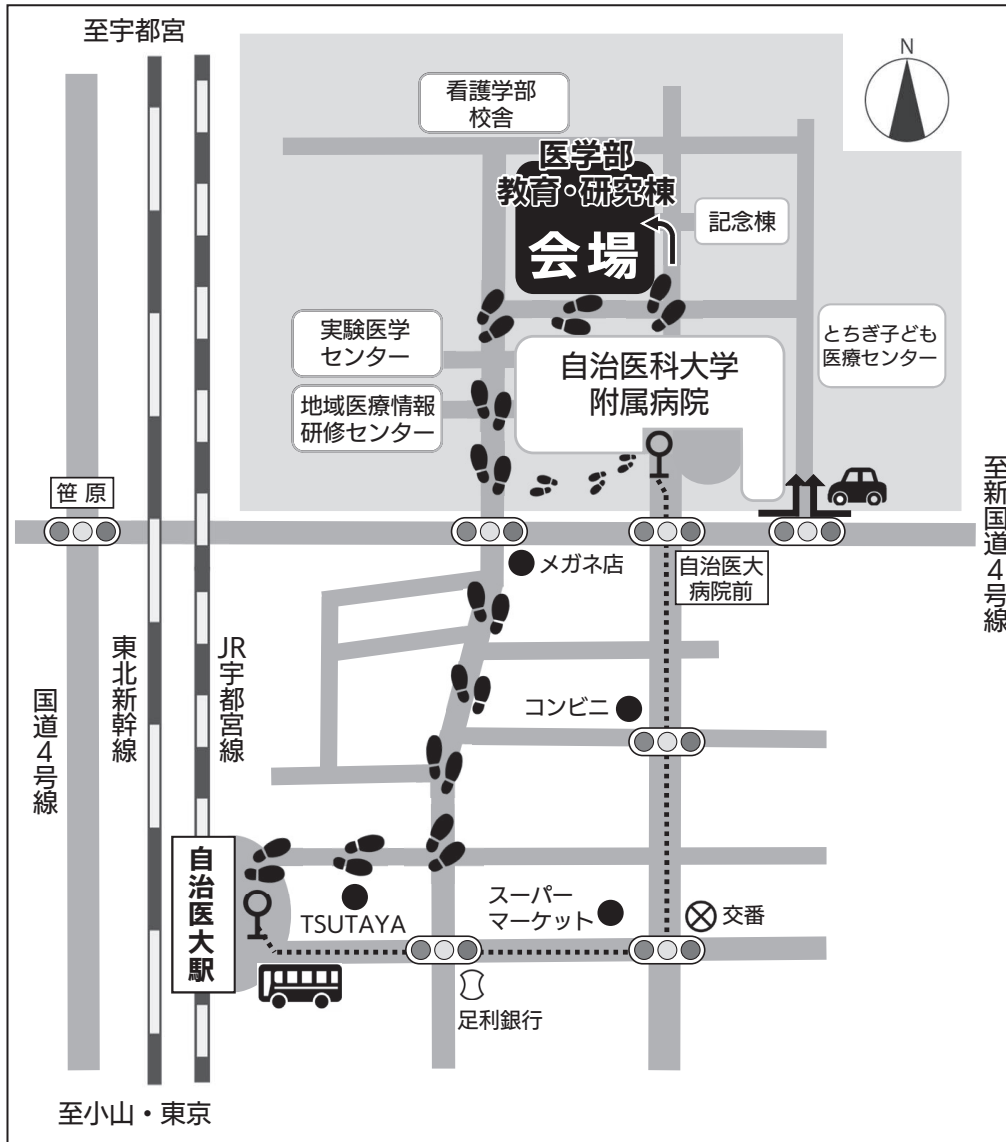 至宇都宮
N
看護学部
校舎
医学部
教育・研究棟
会場
記念棟
実験医学
センター
とちぎ子ども
医療センター
自治医科大学
附属病院
地域医療情報
研修センター
笹原
至新国道4号線
メガネ店
自治医大
病院前
東北新幹線
JR宇都宮線
国道4号線
コンビニ
自治医大駅
TSUTAYA
スーパー
マーケット
交番
足利銀行
至小山・東京